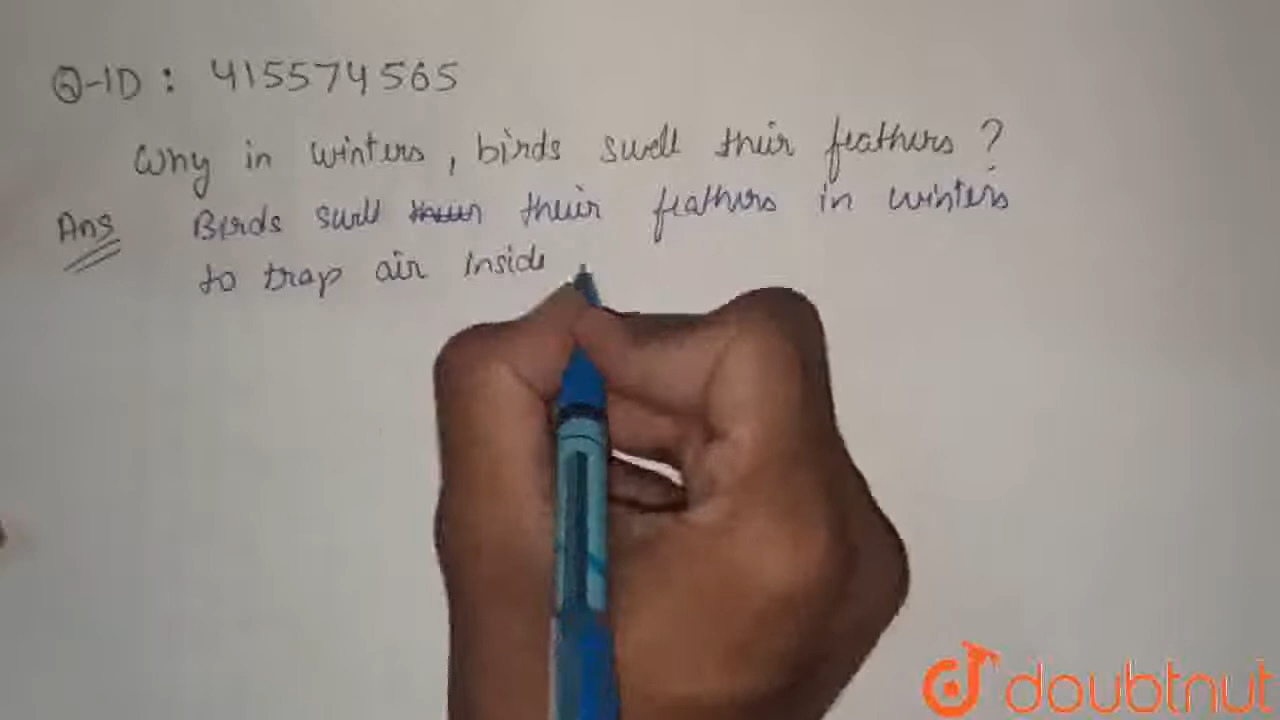 Q-ID : 415574565
Why in winters, birds swell their feathers ?
Ans Birds swell their feathers in winters
to trap air inside
doubtnut